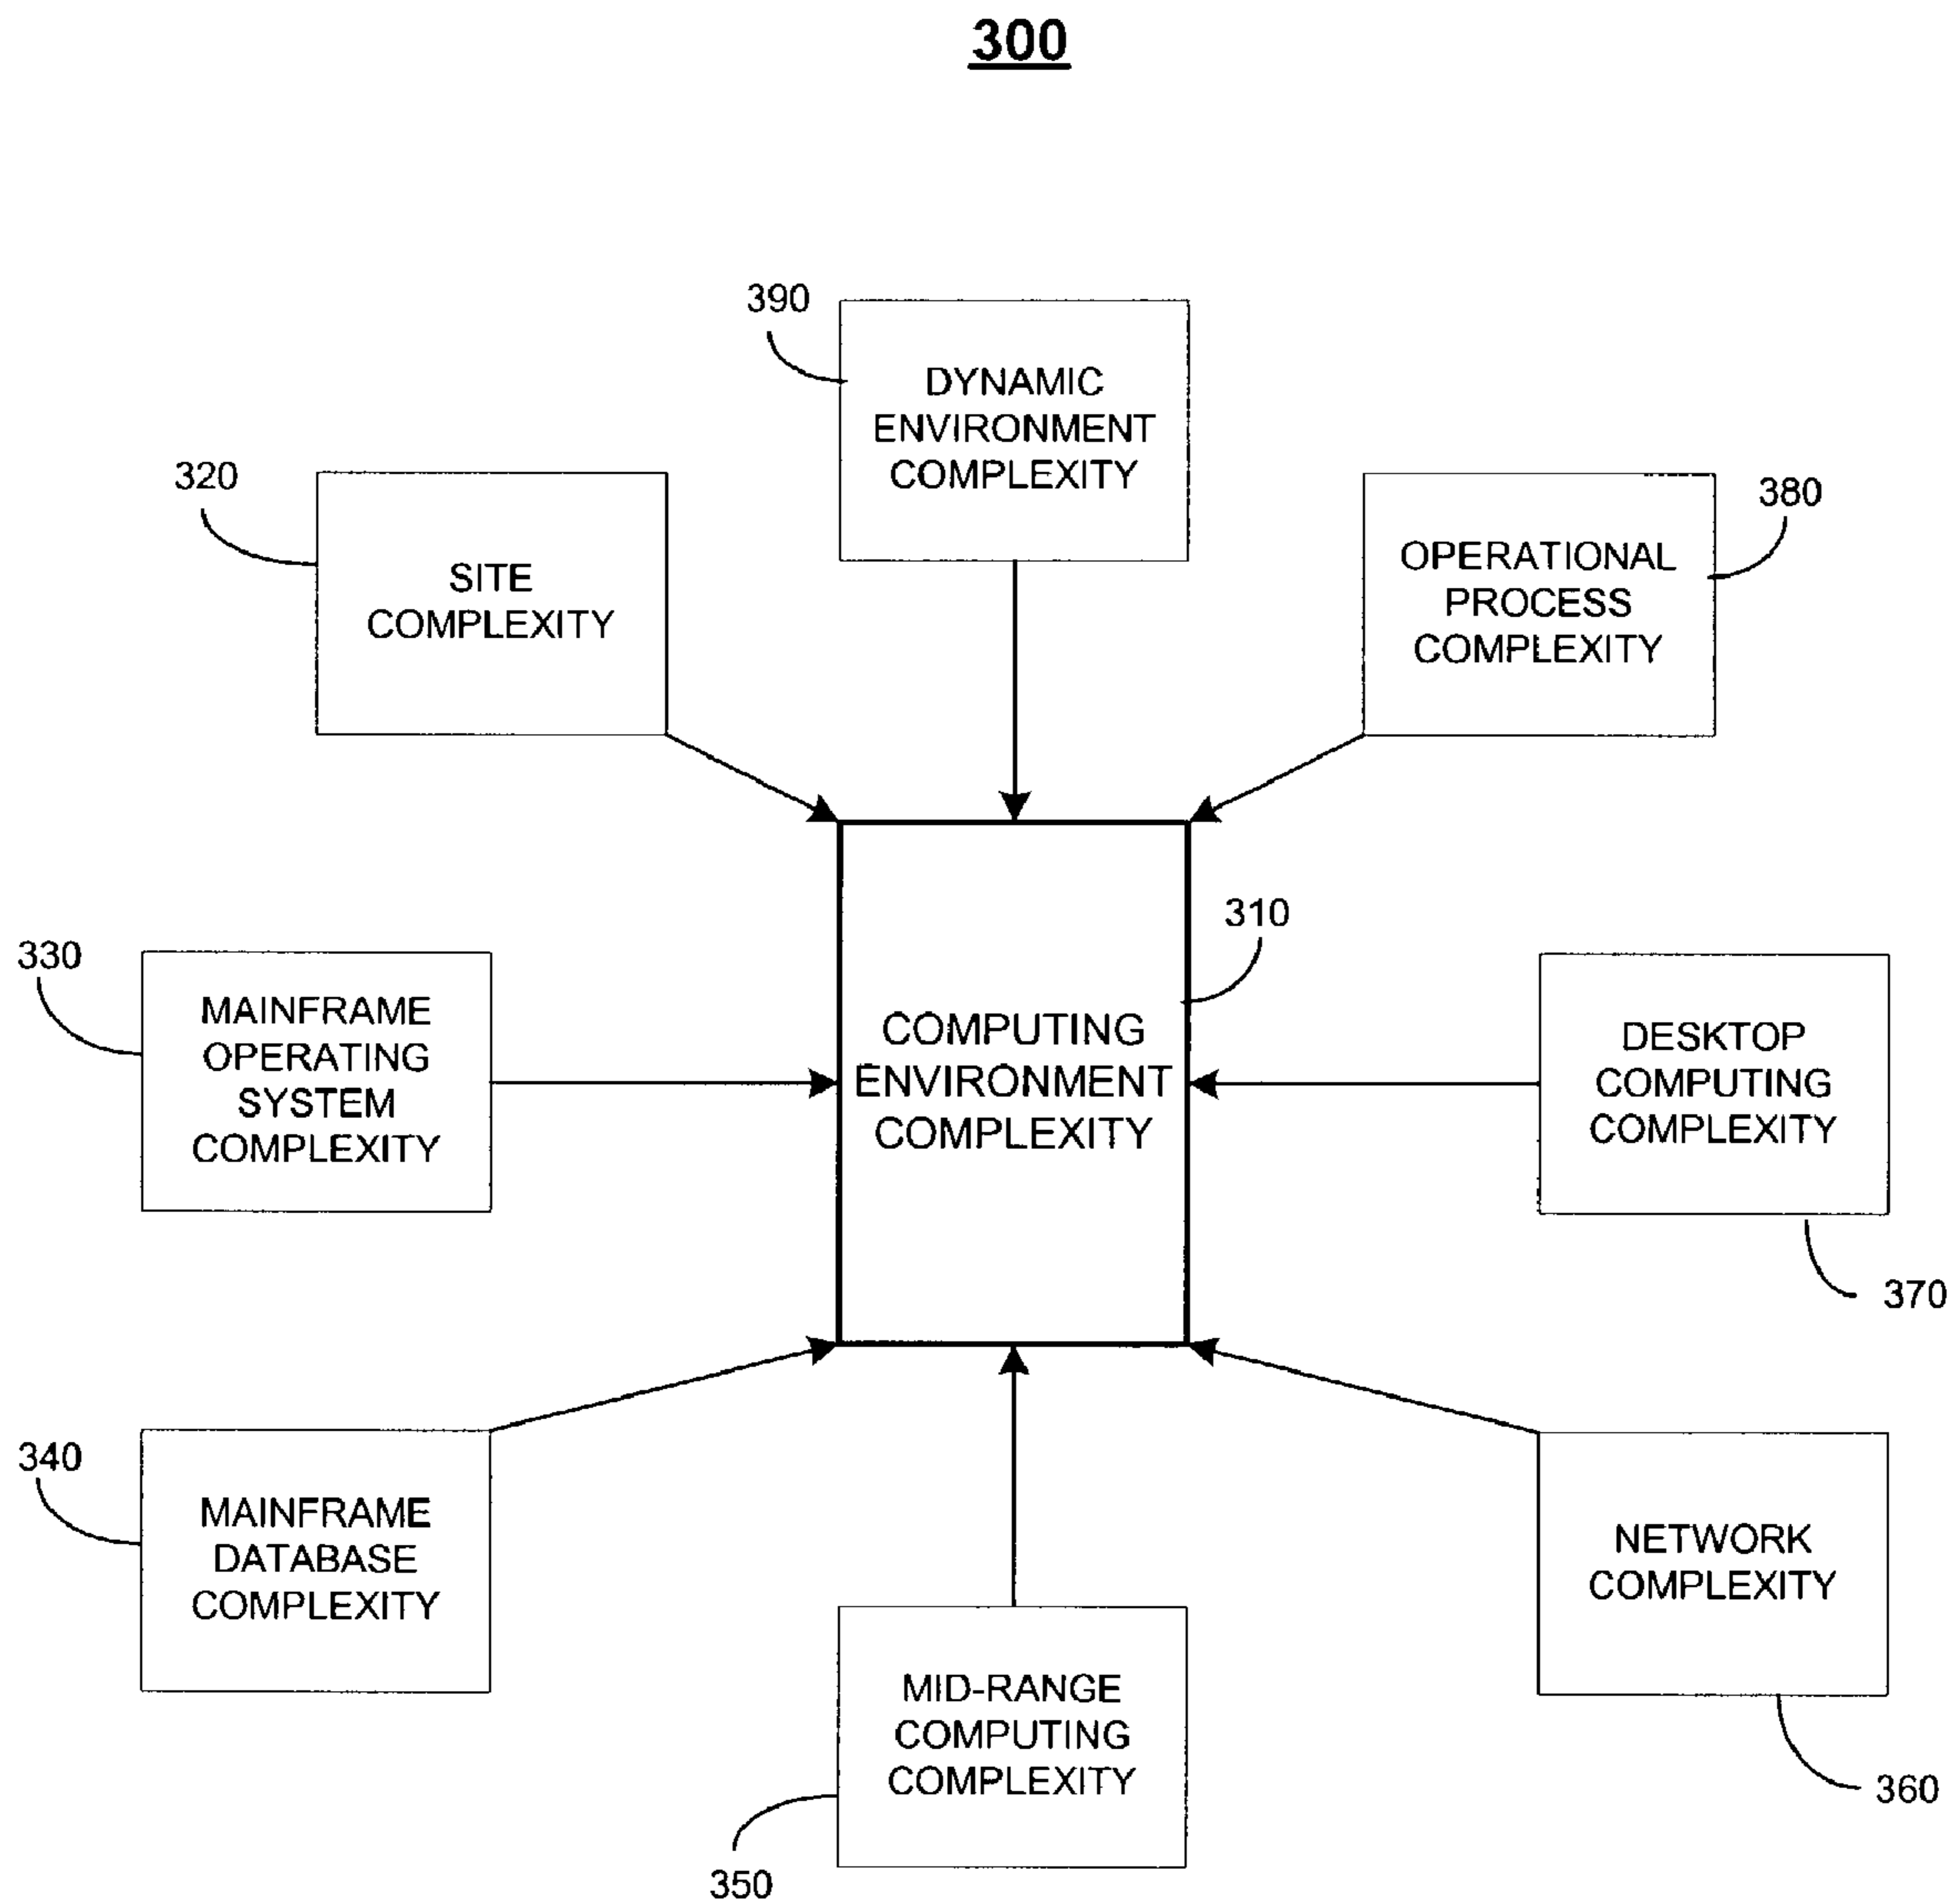 300
390
DYNAMIC
ENVIRONMENT
COMPLEXITY
320
SITE
COMPLEXITY
380
OPERATIONAL
PROCESS
COMPLEXITY
310
330
MAINFRAME
OPERATING
SYSTEM
COMPLEXITY
COMPUTING
ENVIRONMENT
COMPLEXITY
DESKTOP
COMPUTING
COMPLEXITY
370
340
MAINFRAME
DATABASE
COMPLEXITY
NETWORK
COMPLEXITY
360
MID-RANGE
COMPUTING
COMPLEXITY
350